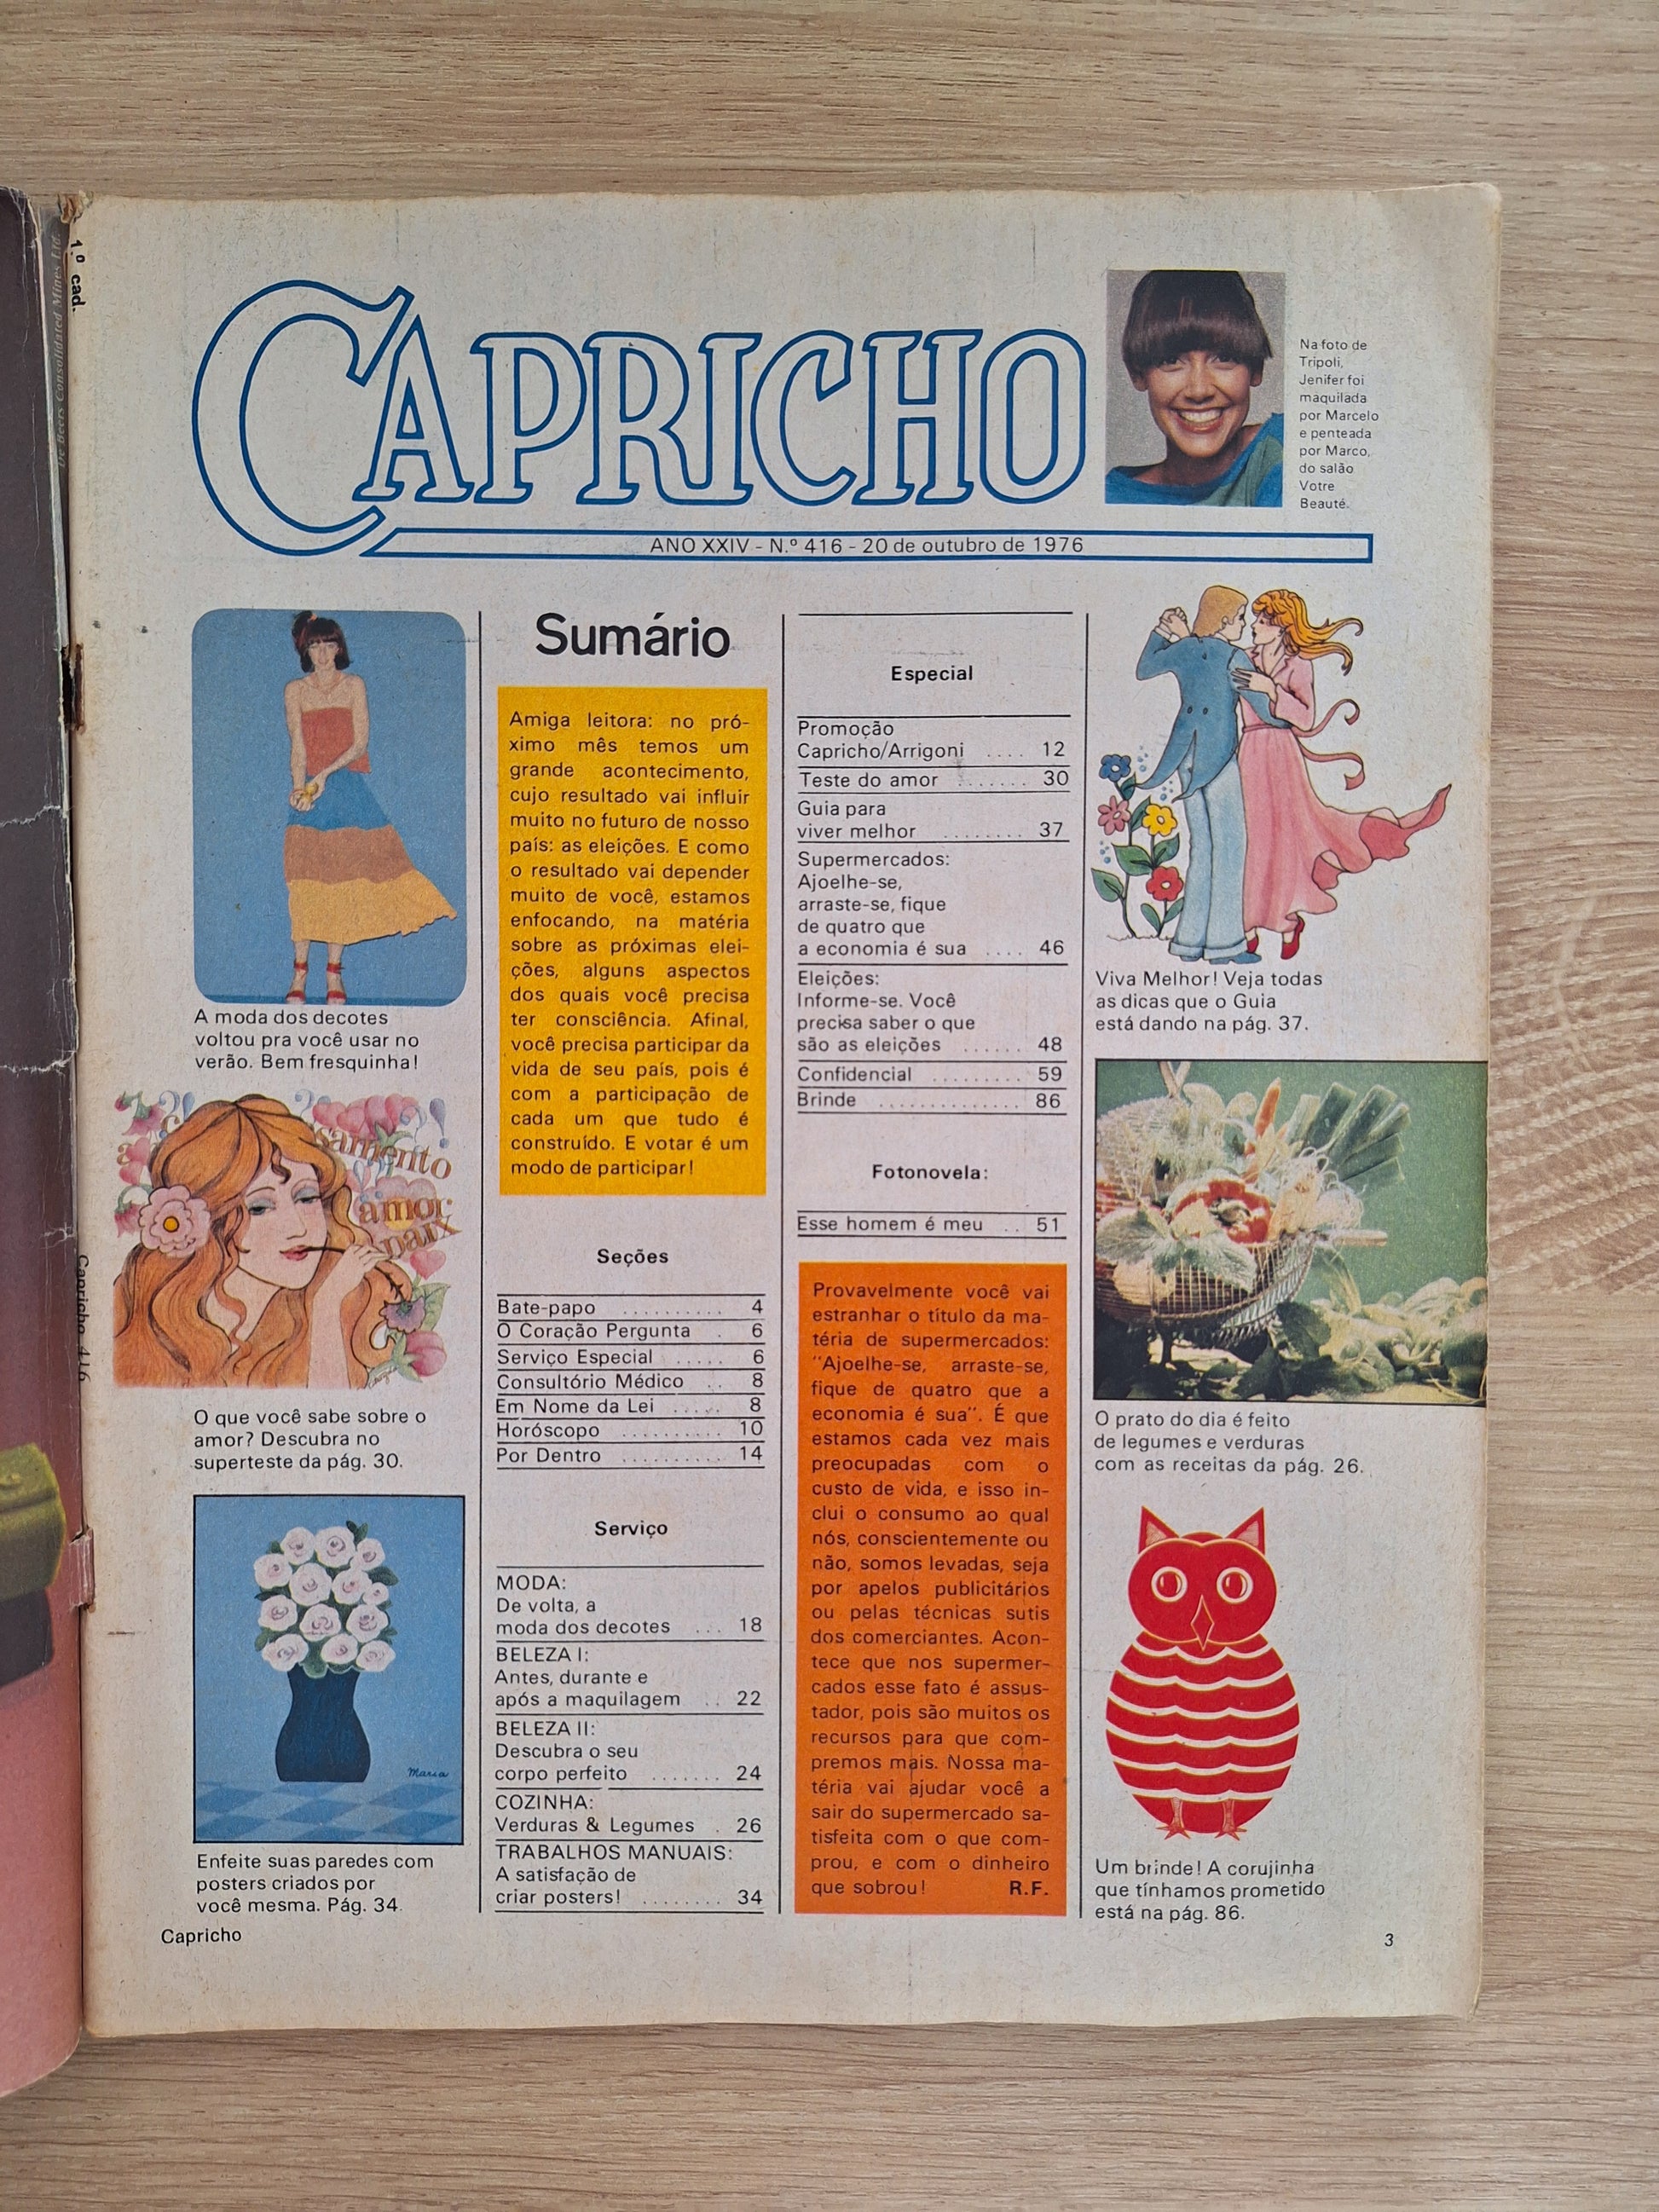 De Beers Consolidated Mines Ltd.
1.º cad.
Capricho 416
CAPRICHO
Na foto de
Tripoli,
Jenifer foi
maquilada
por Marcelo
e penteada
por Marco,
do salão
Votre
Beauté.
ANO XXIV - N.º 416 - 20 de outubro de 1976
A moda dos decotes
voltou pra você usar no
verão. Bem fresquinha!
samento
amor
paix
O que você sabe sobre o
amor? Descubra no
superteste da pág. 30.
Maria
Enfeite suas paredes com
posters criados por
você mesma. Pág. 34.
Sumário
Amiga leitora: no pró-
ximo mês temos um
grande acontecimento,
cujo resultado vai influir
muito no futuro de nosso
país: as eleições. E como
o resultado vai depender
muito de você, estamos
enfocando, na matéria
sobre as próximas elei-
ções, alguns aspectos
dos quais você precisa
ter consciência. Afinal,
você precisa participar da
vida de seu país, pois é
com a participação de
cada um que tudo é
construído. E votar é um
modo de participar!
Seções
Bate-papo .......... 4
O Coração Pergunta . 6
Serviço Especial ..... 6
Consultório Médico .. 8
Em Nome da Lei ..... 8
Horóscopo .......... 10
Por Dentro .......... 14
Serviço
MODA:
De volta, a
moda dos decotes ... 18
BELEZA I:
Antes, durante e
após a maquilagem .. 22
BELEZA II:
Descubra o seu
corpo perfeito ....... 24
COZINHA:
Verduras & Legumes . 26
TRABALHOS MANUAIS:
A satisfação de
criar posters! ........ 34
Especial
Promoção
Capricho/Arrigoni .... 12
Teste do amor ....... 30
Guia para
viver melhor ........ 37
Supermercados:
Ajoelhe-se,
arraste-se, fique
de quatro que
a economia é sua .... 46
Eleições:
Informe-se. Você
precisa saber o que
são as eleições ...... 48
Confidencial ......... 59
Brinde .............. 86
Fotonovela:
Esse homem é meu .. 51
Provavelmente você vai
estranhar o título da ma-
téria de supermercados:
"Ajoelhe-se, arraste-se,
fique de quatro que a
economia é sua". É que
estamos cada vez mais
preocupadas com o
custo de vida, e isso in-
clui o consumo ao qual
nós, conscientemente ou
não, somos levadas, seja
por apelos publicitários
ou pelas técnicas sutis
dos comerciantes. Acon-
tece que nos supermer-
cados esse fato é assus-
tador, pois são muitos os
recursos para que com-
premos mais. Nossa ma-
téria vai ajudar você a
sair do supermercado sa-
tisfeita com o que com-
prou, e com o dinheiro
que sobrou! R.F.
Viva Melhor! Veja todas
as dicas que o Guia
está dando na pág. 37.
O prato do dia é feito
de legumes e verduras
com as receitas da pág. 26.
Um brinde! A corujinha
que tínhamos prometido
está na pág. 86.
Capricho
3